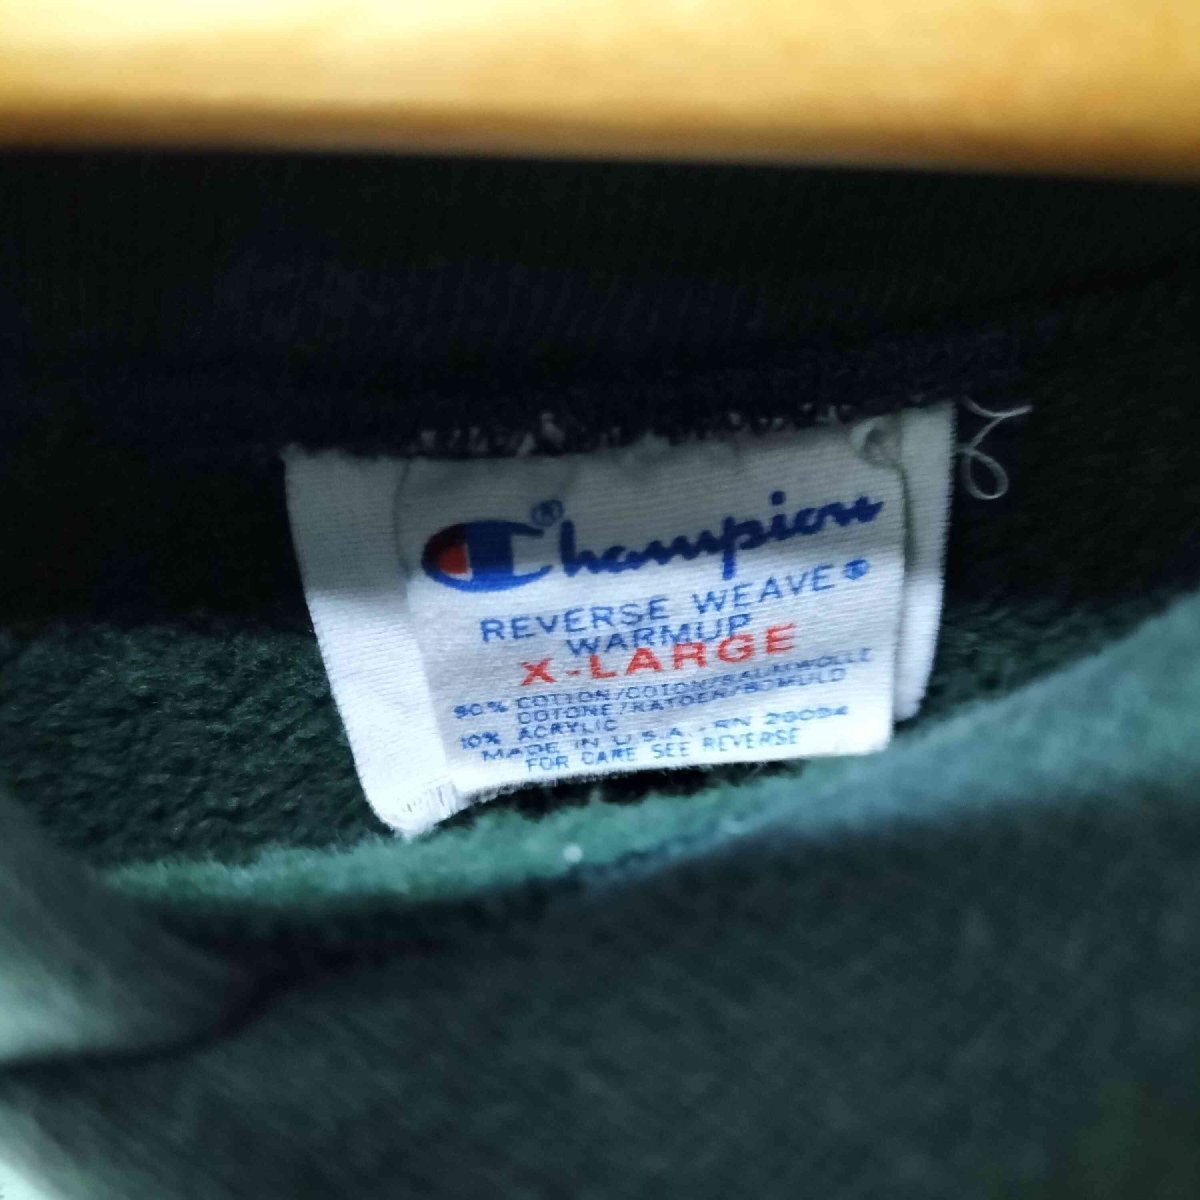 Champion®
REVERSE WEAVE®
WARMUP
X-LARGE
90% COTTON/COTON/BAUMWOLLE
COTONE/KATOEN/BOMULD
10% ACRYLIC
MADE IN U.S.A. RN 26094
FOR CARE SEE REVERSE